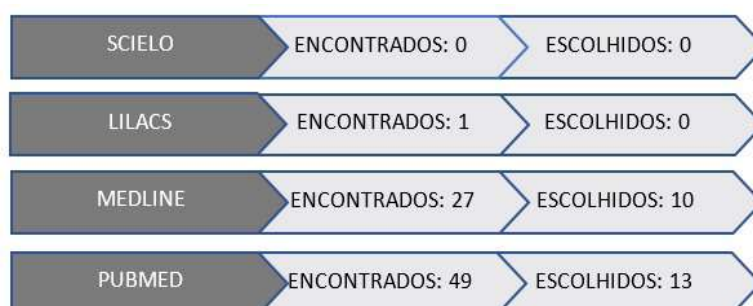 SCIELO ENCONTRADOS: 0 ESCOLHIDOS: 0
LILACS ENCONTRADOS: 1 ESCOLHIDOS: 0
MEDLINE ENCONTRADOS: 27 ESCOLHIDOS: 10
PUBMED ENCONTRADOS: 49 ESCOLHIDOS: 13